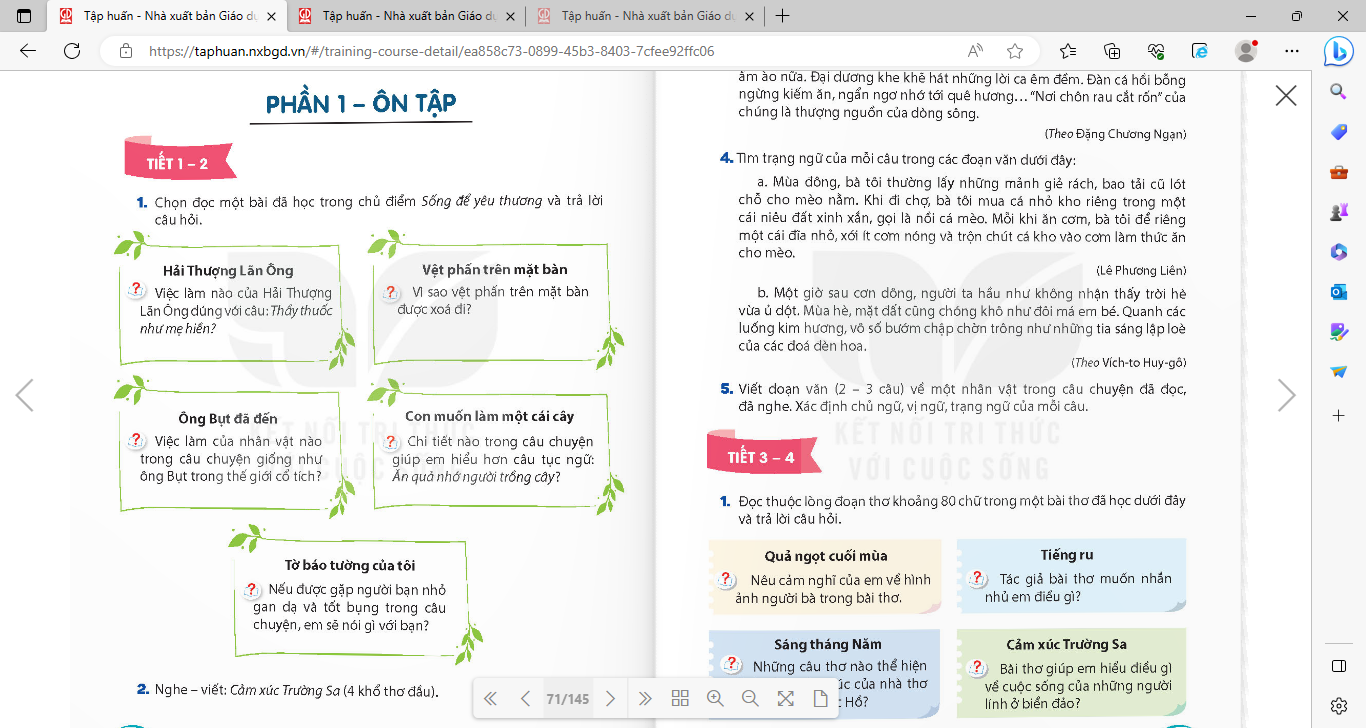 Tập huấn - Nhà xuất bản Giáo dụ
Tập huấn - Nhà xuất bản Giáo dụ
Tập huấn - Nhà xuất bản Giáo dụ
https://taphuan.nxbgd.vn/#/training-course-detail/ea858c73-0899-45b3-8403-7cfee92ffc06
PHẦN 1 – ÔN TẬP
TIẾT 1 – 2
1. Chọn đọc một bài đã học trong chủ điểm Sống để yêu thương và trả lời
câu hỏi.
Hải Thượng Lãn Ông
Việc làm nào của Hải Thượng
Lãn Ông đúng với câu: Thầy thuốc
như mẹ hiền?
Vệt phấn trên mặt bàn
Vì sao vệt phấn trên mặt bàn
được xoá đi?
Ông Bụt đã đến
Việc làm của nhân vật nào
trong câu chuyện giống như
ông Bụt trong thế giới cổ tích?
Con muốn làm một cái cây
Chi tiết nào trong câu chuyện
giúp em hiểu hơn câu tục ngữ:
Ăn quả nhớ người trồng cây?
Tờ báo tường của tôi
Nếu được gặp người bạn nhỏ
gan dạ và tốt bụng trong câu
chuyện, em sẽ nói gì với bạn?
2. Nghe – viết: Cảm xúc Trường Sa (4 khổ thơ đầu).
ầm ào nữa. Đại dương khe khẽ hát những lời ca êm đềm. Đàn cá hồi bỗng
ngừng kiếm ăn, ngẩn ngơ nhớ tới quê hương... “Nơi chôn rau cắt rốn” của
chúng là thượng nguồn của dòng sông.
(Theo Đặng Chương Ngạn)
4. Tìm trạng ngữ của mỗi câu trong các đoạn văn dưới đây:
a. Mùa đông, bà tôi thường lấy những mảnh giẻ rách, bao tải cũ lót
chỗ cho mèo nằm. Khi đi chợ, bà tôi mua cá nhỏ kho riêng trong một
cái niêu đất xinh xắn, gọi là nồi cá mèo. Mỗi khi ăn cơm, bà tôi để riêng
một cái đĩa nhỏ, xới ít cơm nóng và trộn chút cá kho vào cơm làm thức ăn
cho mèo.
(Lê Phương Liên)
b. Một giờ sau cơn dông, người ta hầu như không nhận thấy trời hè
vừa ủ dột. Mùa hè, mặt đất cũng chóng khô như đôi má em bé. Quanh các
luống kim hương, vô số bướm chập chờn trông như những tia sáng lập loè
của các đoá đèn hoa.
(Theo Vích-to Huy-gô)
5. Viết đoạn văn (2 – 3 câu) về một nhân vật trong câu chuyện đã đọc,
đã nghe. Xác định chủ ngữ, vị ngữ, trạng ngữ của mỗi câu.
KẾT NỐI TRI THỨC
VỚI CUỘC SỐNG
TIẾT 3 – 4
1. Đọc thuộc lòng đoạn thơ khoảng 80 chữ trong một bài thơ đã học dưới đây
và trả lời câu hỏi.
Quả ngọt cuối mùa
Nêu cảm nghĩ của em về hình
ảnh người bà trong bài thơ.
Tiếng ru
Tác giả bài thơ muốn nhắn
nhủ em điều gì?
Sáng tháng Năm
Những câu thơ nào thể hiện
úc của nhà thơ
Hồ?
Cảm xúc Trường Sa
Bài thơ giúp em hiểu điều gì
về cuộc sống của những người
lính ở biển đảo?
71/145